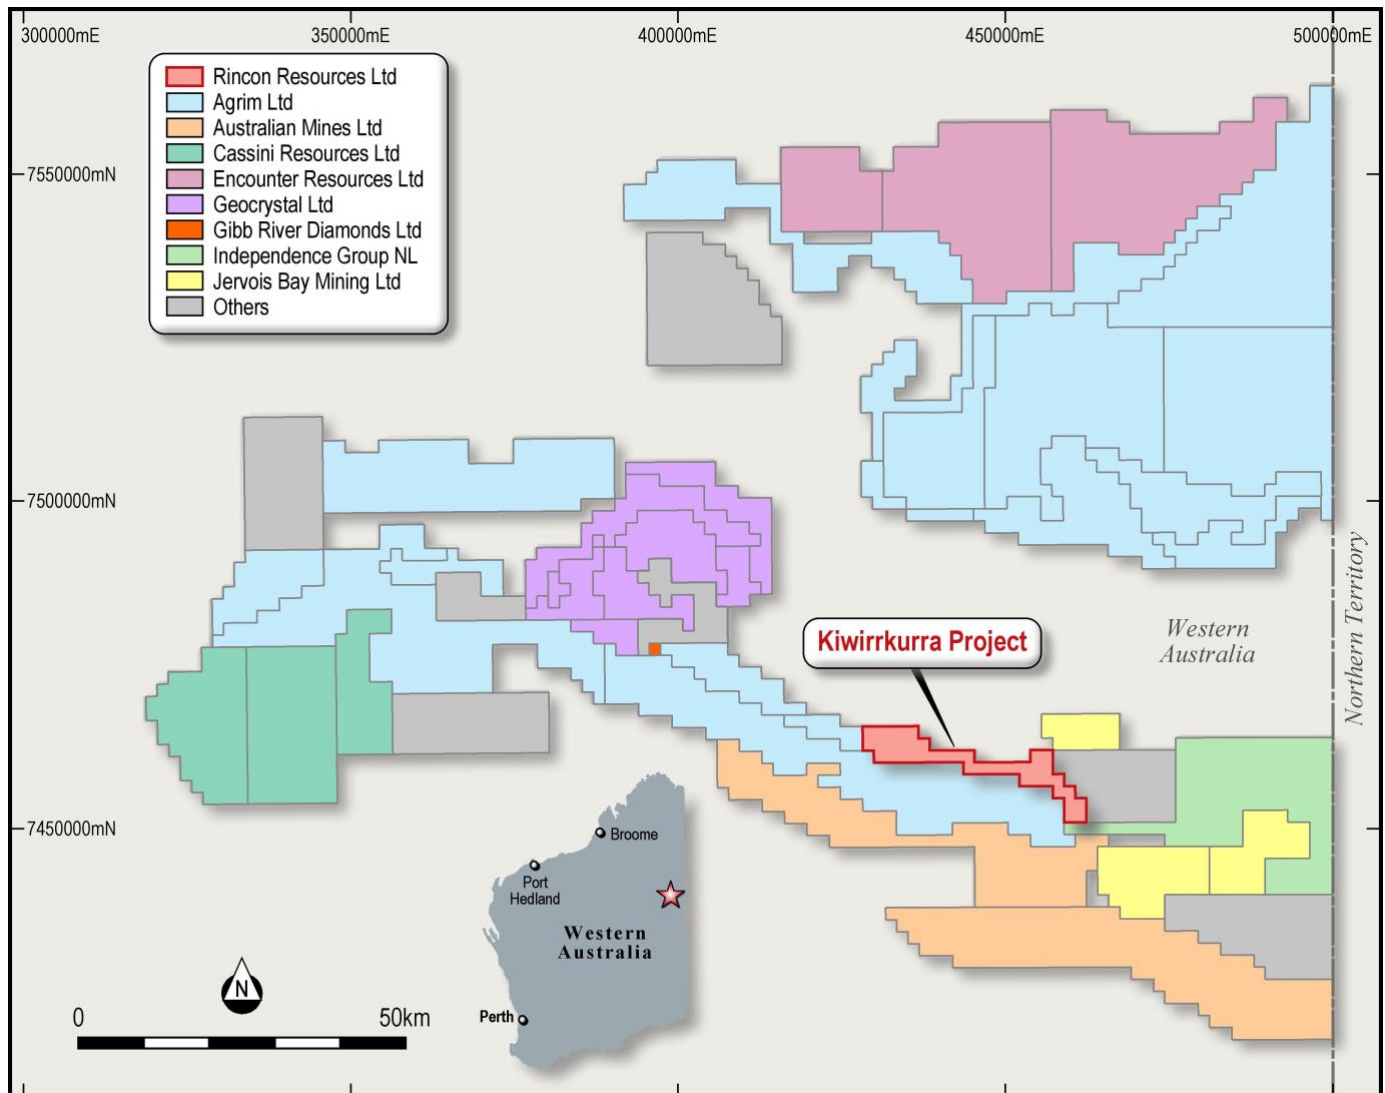 300000mE 350000mE 400000mE 450000mE 500000mE
Rincon Resources Ltd
Agrim Ltd
Australian Mines Ltd
Cassini Resources Ltd
Encounter Resources Ltd
Geocrystal Ltd
Gibb River Diamonds Ltd
Independence Group NL
Jervois Bay Mining Ltd
Others
7550000mN
7500000mN
7450000mN
Kiwirrkurra Project
Western
Australia
Northern Territory
Broome
Port
Hedland
Western
Australia
Perth
N
0 50km